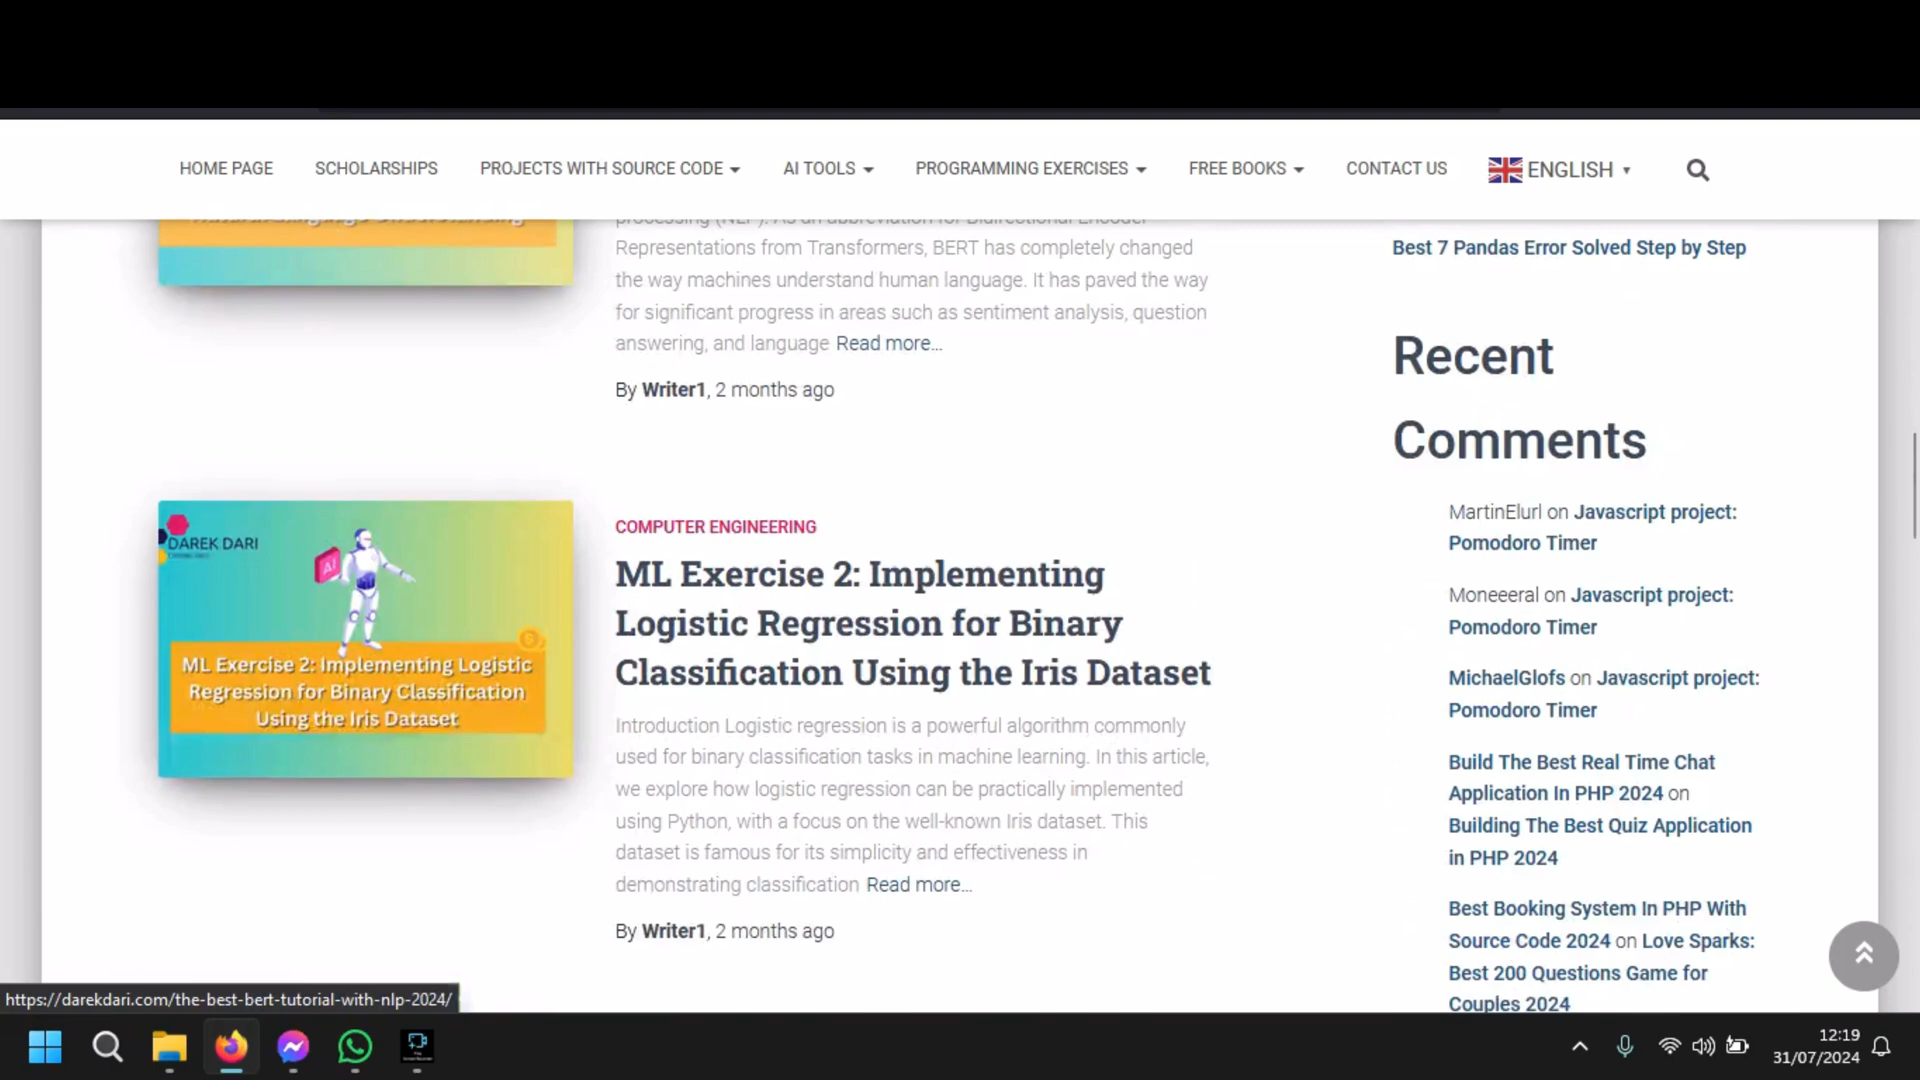 HOME PAGE SCHOLARSHIPS PROJECTS WITH SOURCE CODE AI TOOLS PROGRAMMING EXERCISES FREE BOOKS CONTACT US ENGLISH
processing (NLP). As an abbreviation for Bidirectional Encoder
Representations from Transformers, BERT has completely changed
the way machines understand human language. It has paved the way
for significant progress in areas such as sentiment analysis, question
answering, and language Read more…
By Writer1, 2 months ago
DAREK DARI
AI
ML Exercise 2: Implementing Logistic
Regression for Binary Classification
Using the Iris Dataset
COMPUTER ENGINEERING
ML Exercise 2: Implementing
Logistic Regression for Binary
Classification Using the Iris Dataset
Introduction Logistic regression is a powerful algorithm commonly
used for binary classification tasks in machine learning. In this article,
we explore how logistic regression can be practically implemented
using Python, with a focus on the well-known Iris dataset. This
dataset is famous for its simplicity and effectiveness in
demonstrating classification Read more…
By Writer1, 2 months ago
Best 7 Pandas Error Solved Step by Step
Recent
Comments
MartinElurl on Javascript project:
Pomodoro Timer
Moneeeral on Javascript project:
Pomodoro Timer
MichaelGlofs on Javascript project:
Pomodoro Timer
Build The Best Real Time Chat
Application In PHP 2024 on
Building The Best Quiz Application
in PHP 2024
Best Booking System In PHP With
Source Code 2024 on Love Sparks:
Best 200 Questions Game for
Couples 2024
https://darekdari.com/the-best-bert-tutorial-with-nlp-2024/
12:19
31/07/2024